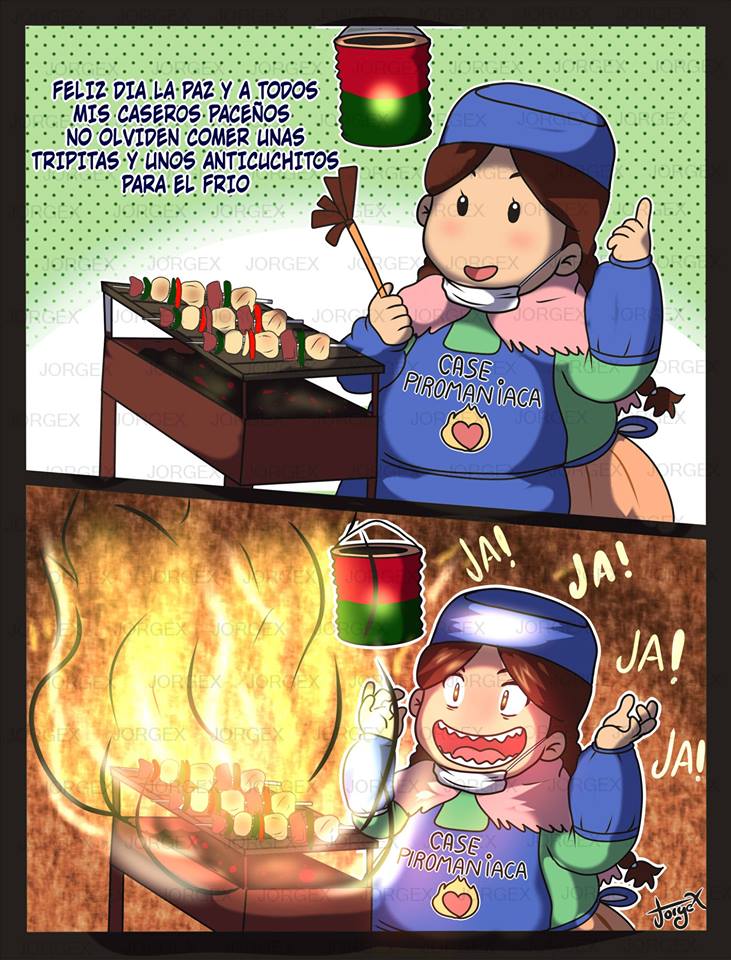 FELIZ DIA LA PAZ Y A TODOS
MIS CASEROS PACEÑOS
NO OLVIDEN COMER UNAS
TRIPITAS Y UNOS ANTICUCHITOS
PARA EL FRIO
CASE
PIROMANiACA
JA!
JA!
JA!
JA!
CASE
PIROMANiACA
JorgeX
JORGEX